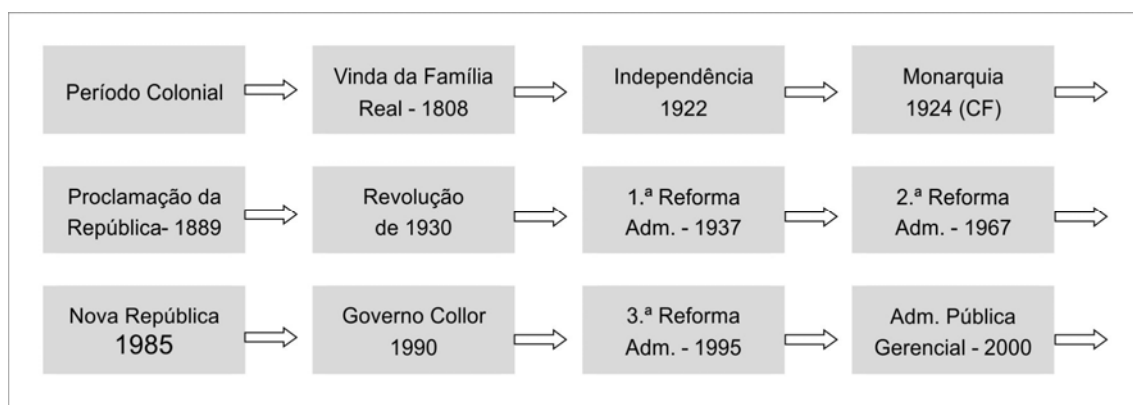 Período Colonial
Vinda da Família
Real - 1808
Independência
1922
Monarquia
1924 (CF)
Proclamação da
República- 1889
Revolução
de 1930
1.ª Reforma
Adm. - 1937
2.ª Reforma
Adm. - 1967
Nova República
1985
Governo Collor
1990
3.ª Reforma
Adm. - 1995
Adm. Pública
Gerencial - 2000